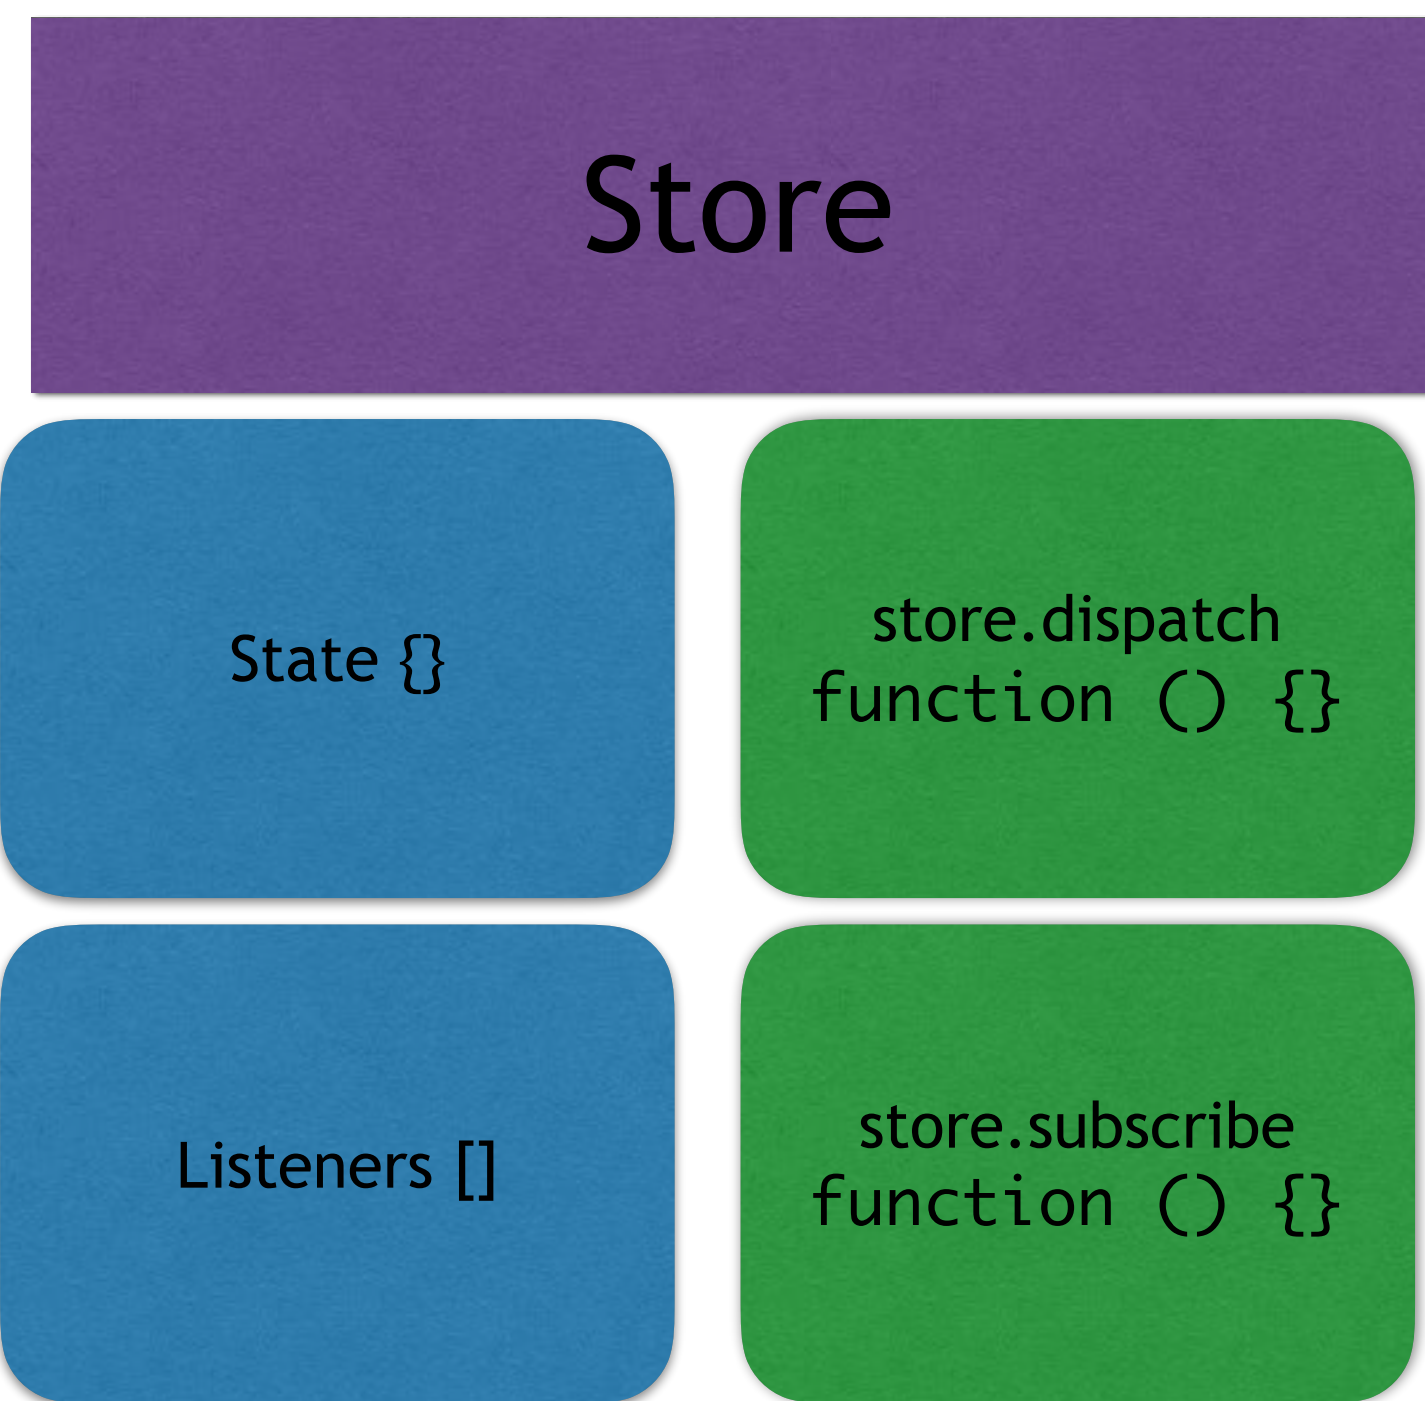 Store
State {}
store.dispatch
function () {}
Listeners []
store.subscribe
function () {}